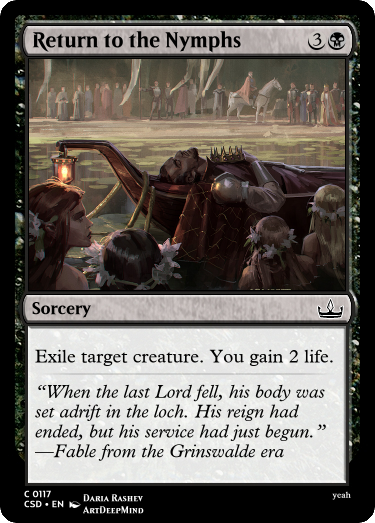 Return to the Nymphs 3
Sorcery
Exile target creature. You gain 2 life.
“When the last Lord fell, his body was
set adrift in the loch. His reign had
ended, but his service had just begun.”
—Fable from the Grinswalde era
C 0117
CSD • EN Daria Rashev
ArtDeepMind
yeah